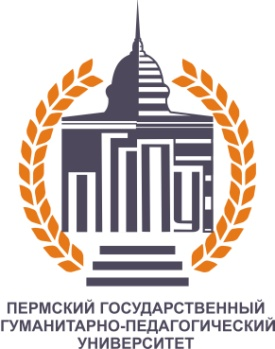 ПГГПУ
ПЕРМСКИЙ ГОСУДАРСТВЕННЫЙ
ГУМАНИТАРНО-ПЕДАГОГИЧЕСКИЙ
УНИВЕРСИТЕТ